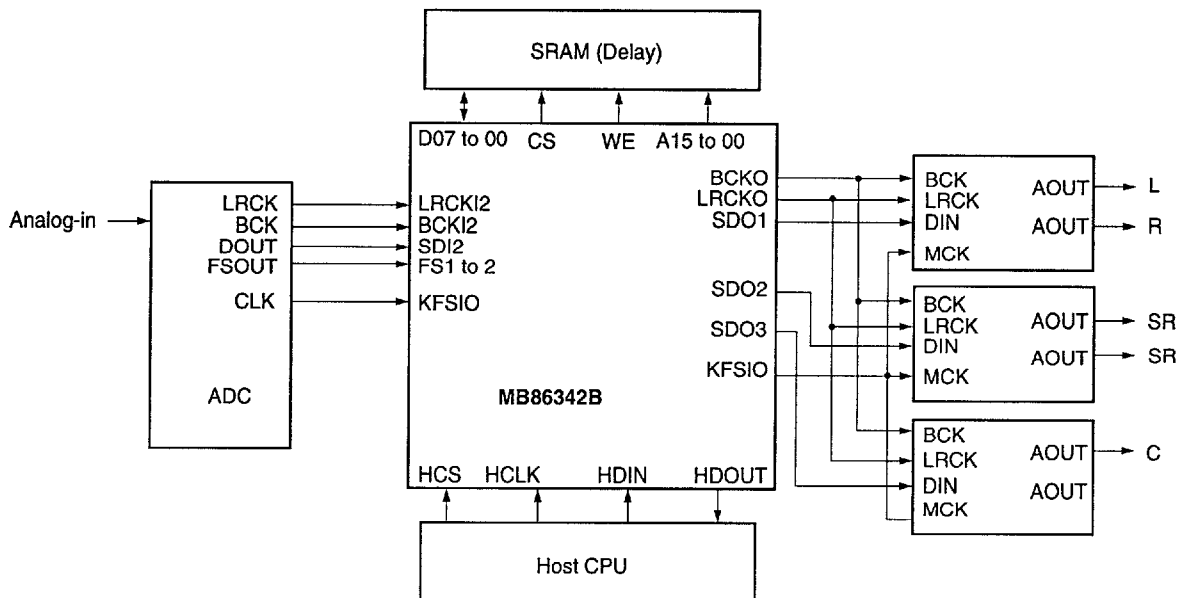 SRAM (Delay)
D07 to 00 CS WE A15 to 00
Analog-in
LRCK
BCK
DOUT
FSOUT
CLK
ADC
LRCKI2
BCKI2
SDI2
FS1 to 2
KFSIO
MB86342B
BCKO
LRCKO
SDO1
SDO2
SDO3
KFSIO
HCS HCLK HDIN HDOUT
Host CPU
BCK
LRCK
DIN
MCK
AOUT L
AOUT R
BCK
LRCK
DIN
MCK
AOUT SR
AOUT SR
BCK
LRCK
DIN
MCK
AOUT C
AOUT